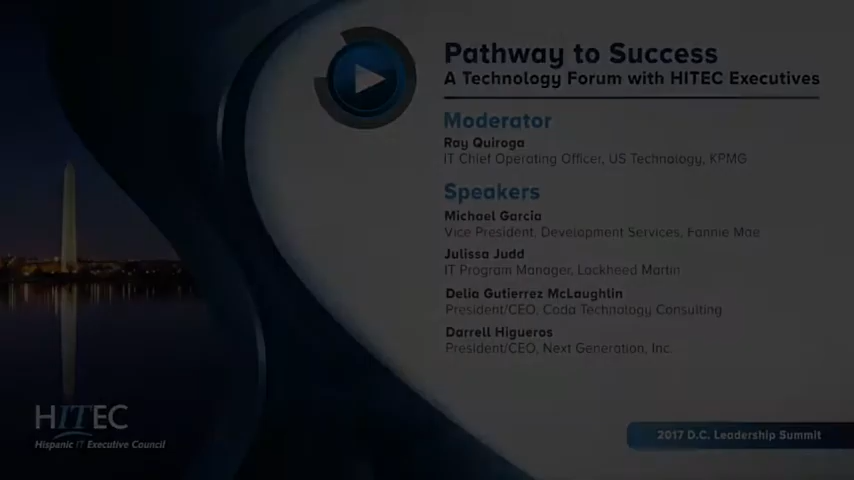 Pathway to Success
A Technology Forum with HITEC Executives
Moderator
Ray Quiroga
IT Chief Operating Officer, US Technology, KPMG
Speakers
Michael Garcia
Vice President, Development Services, Fannie Mae
Julissa Judd
IT Program Manager, Lockheed Martin
Delia Gutierrez McLaughlin
President/CEO, Coda Technology Consulting
Darrell Higueros
President/CEO, Next Generation, Inc.
HITEC
Hispanic IT Executive Council
2017 D.C. Leadership Summit